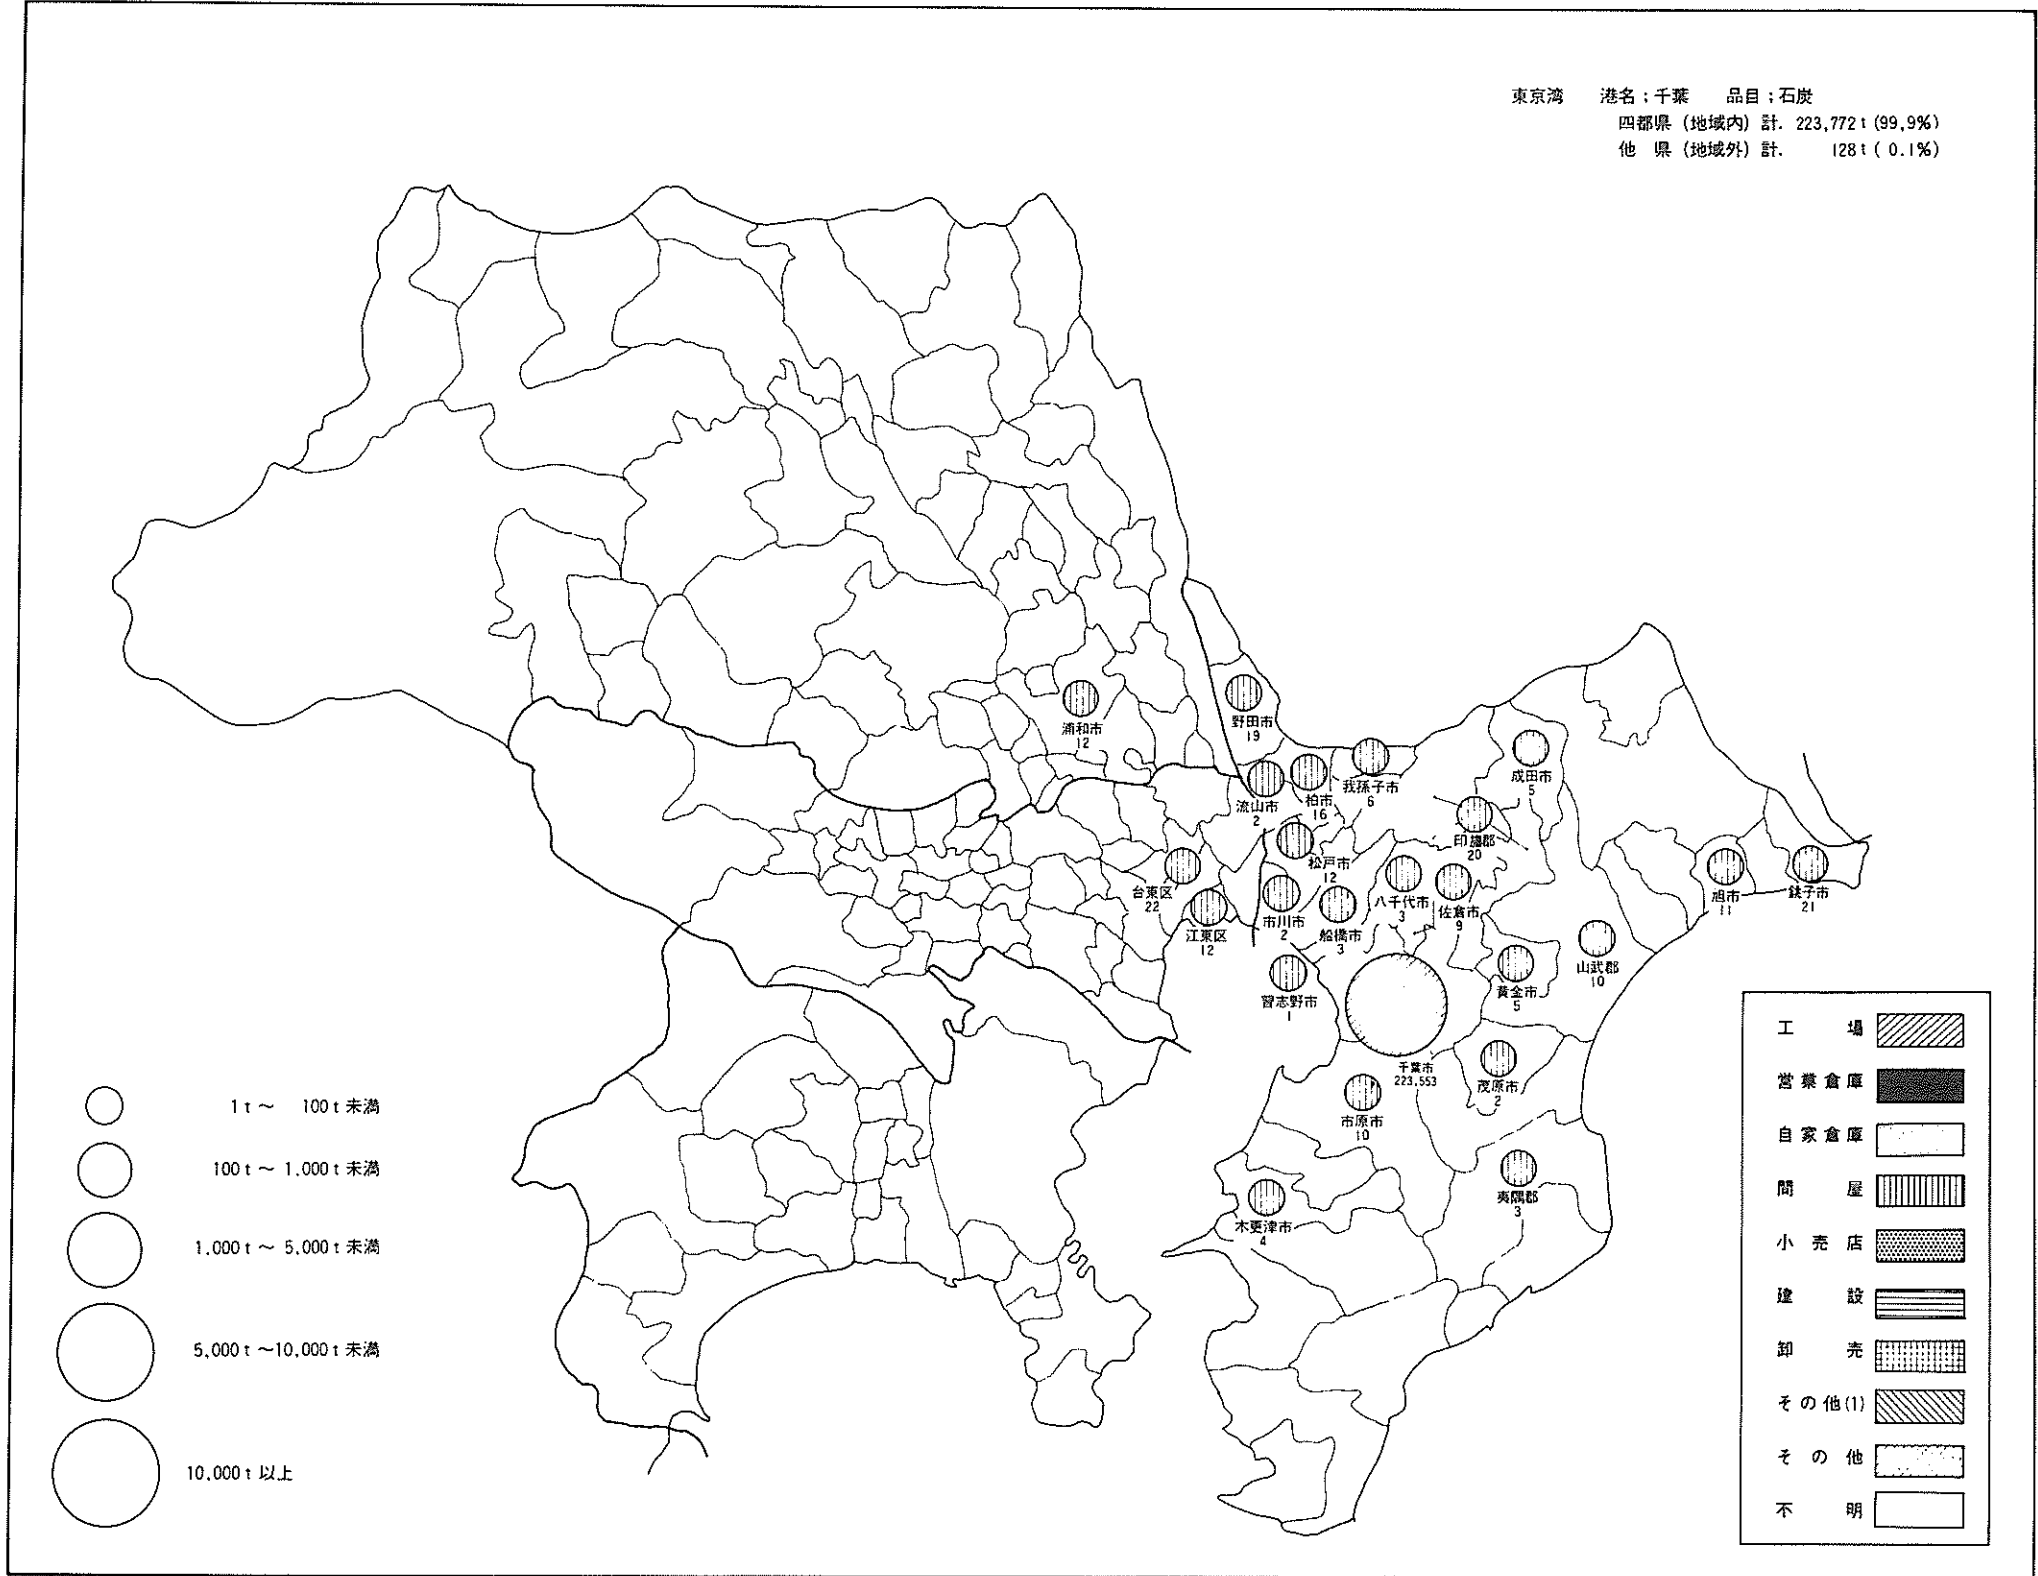 東京湾 港名；千葉 品目；石炭
四都県（地域内）計. 223,772t (99,9%)
他 県（地域外）計. 128t ( 0.1%)
浦和市
12
野田市
19
流山市
2
柏市
16
我孫子市
6
成田市
5
印旛郡
20
松戸市
12
台東区
22
江東区
12
市川市
2
船橋市
3
八千代市
3
佐倉市
9
旭市
11
銚子市
21
山武郡
10
習志野市
1
黄金市
5
千葉市
223,553
茂原市
2
市原市
10
夷隅郡
3
木更津市
4
1t～ 100t未満
100t～ 1,000t未満
1,000t～ 5,000t未満
5,000t～10,000t未満
10,000t以上
工場
営業倉庫
自家倉庫
問屋
小売店
建設
卸売
その他(1)
その他
不明